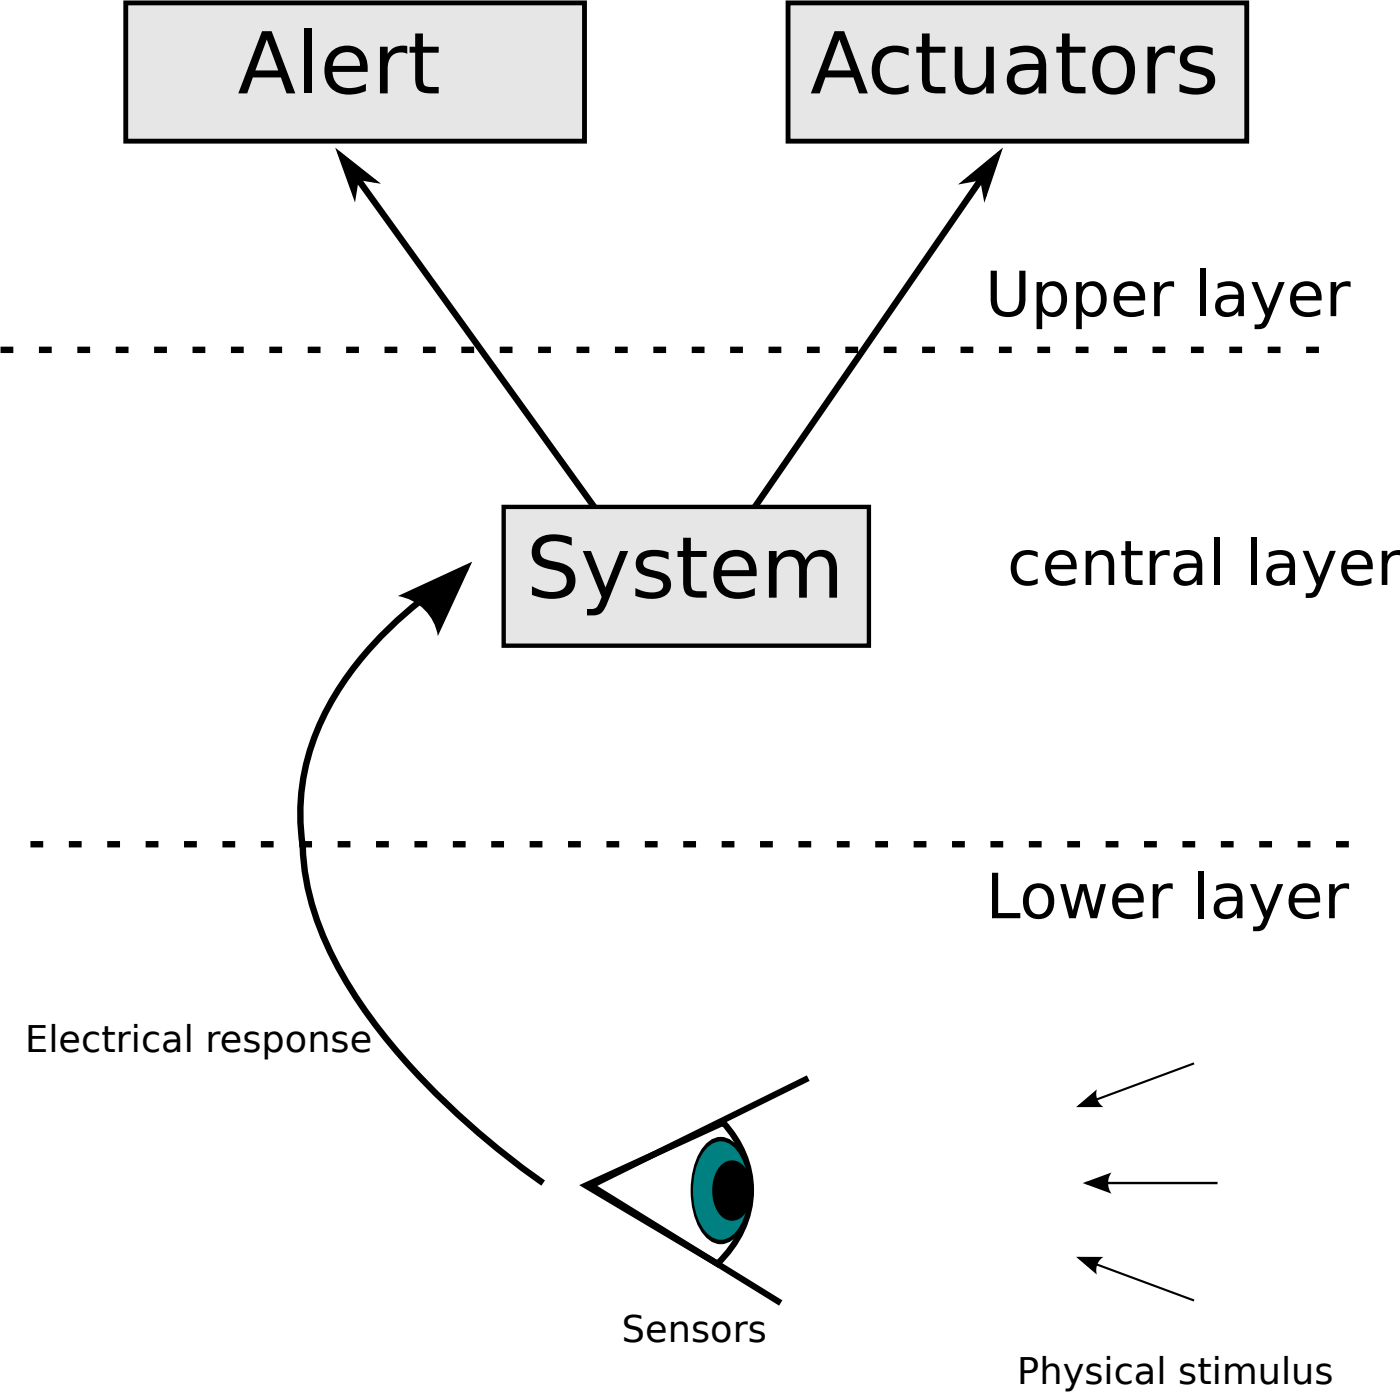 Alert
Actuators
Upper layer
System
central layer
Lower layer
Electrical response
Sensors
Physical stimulus